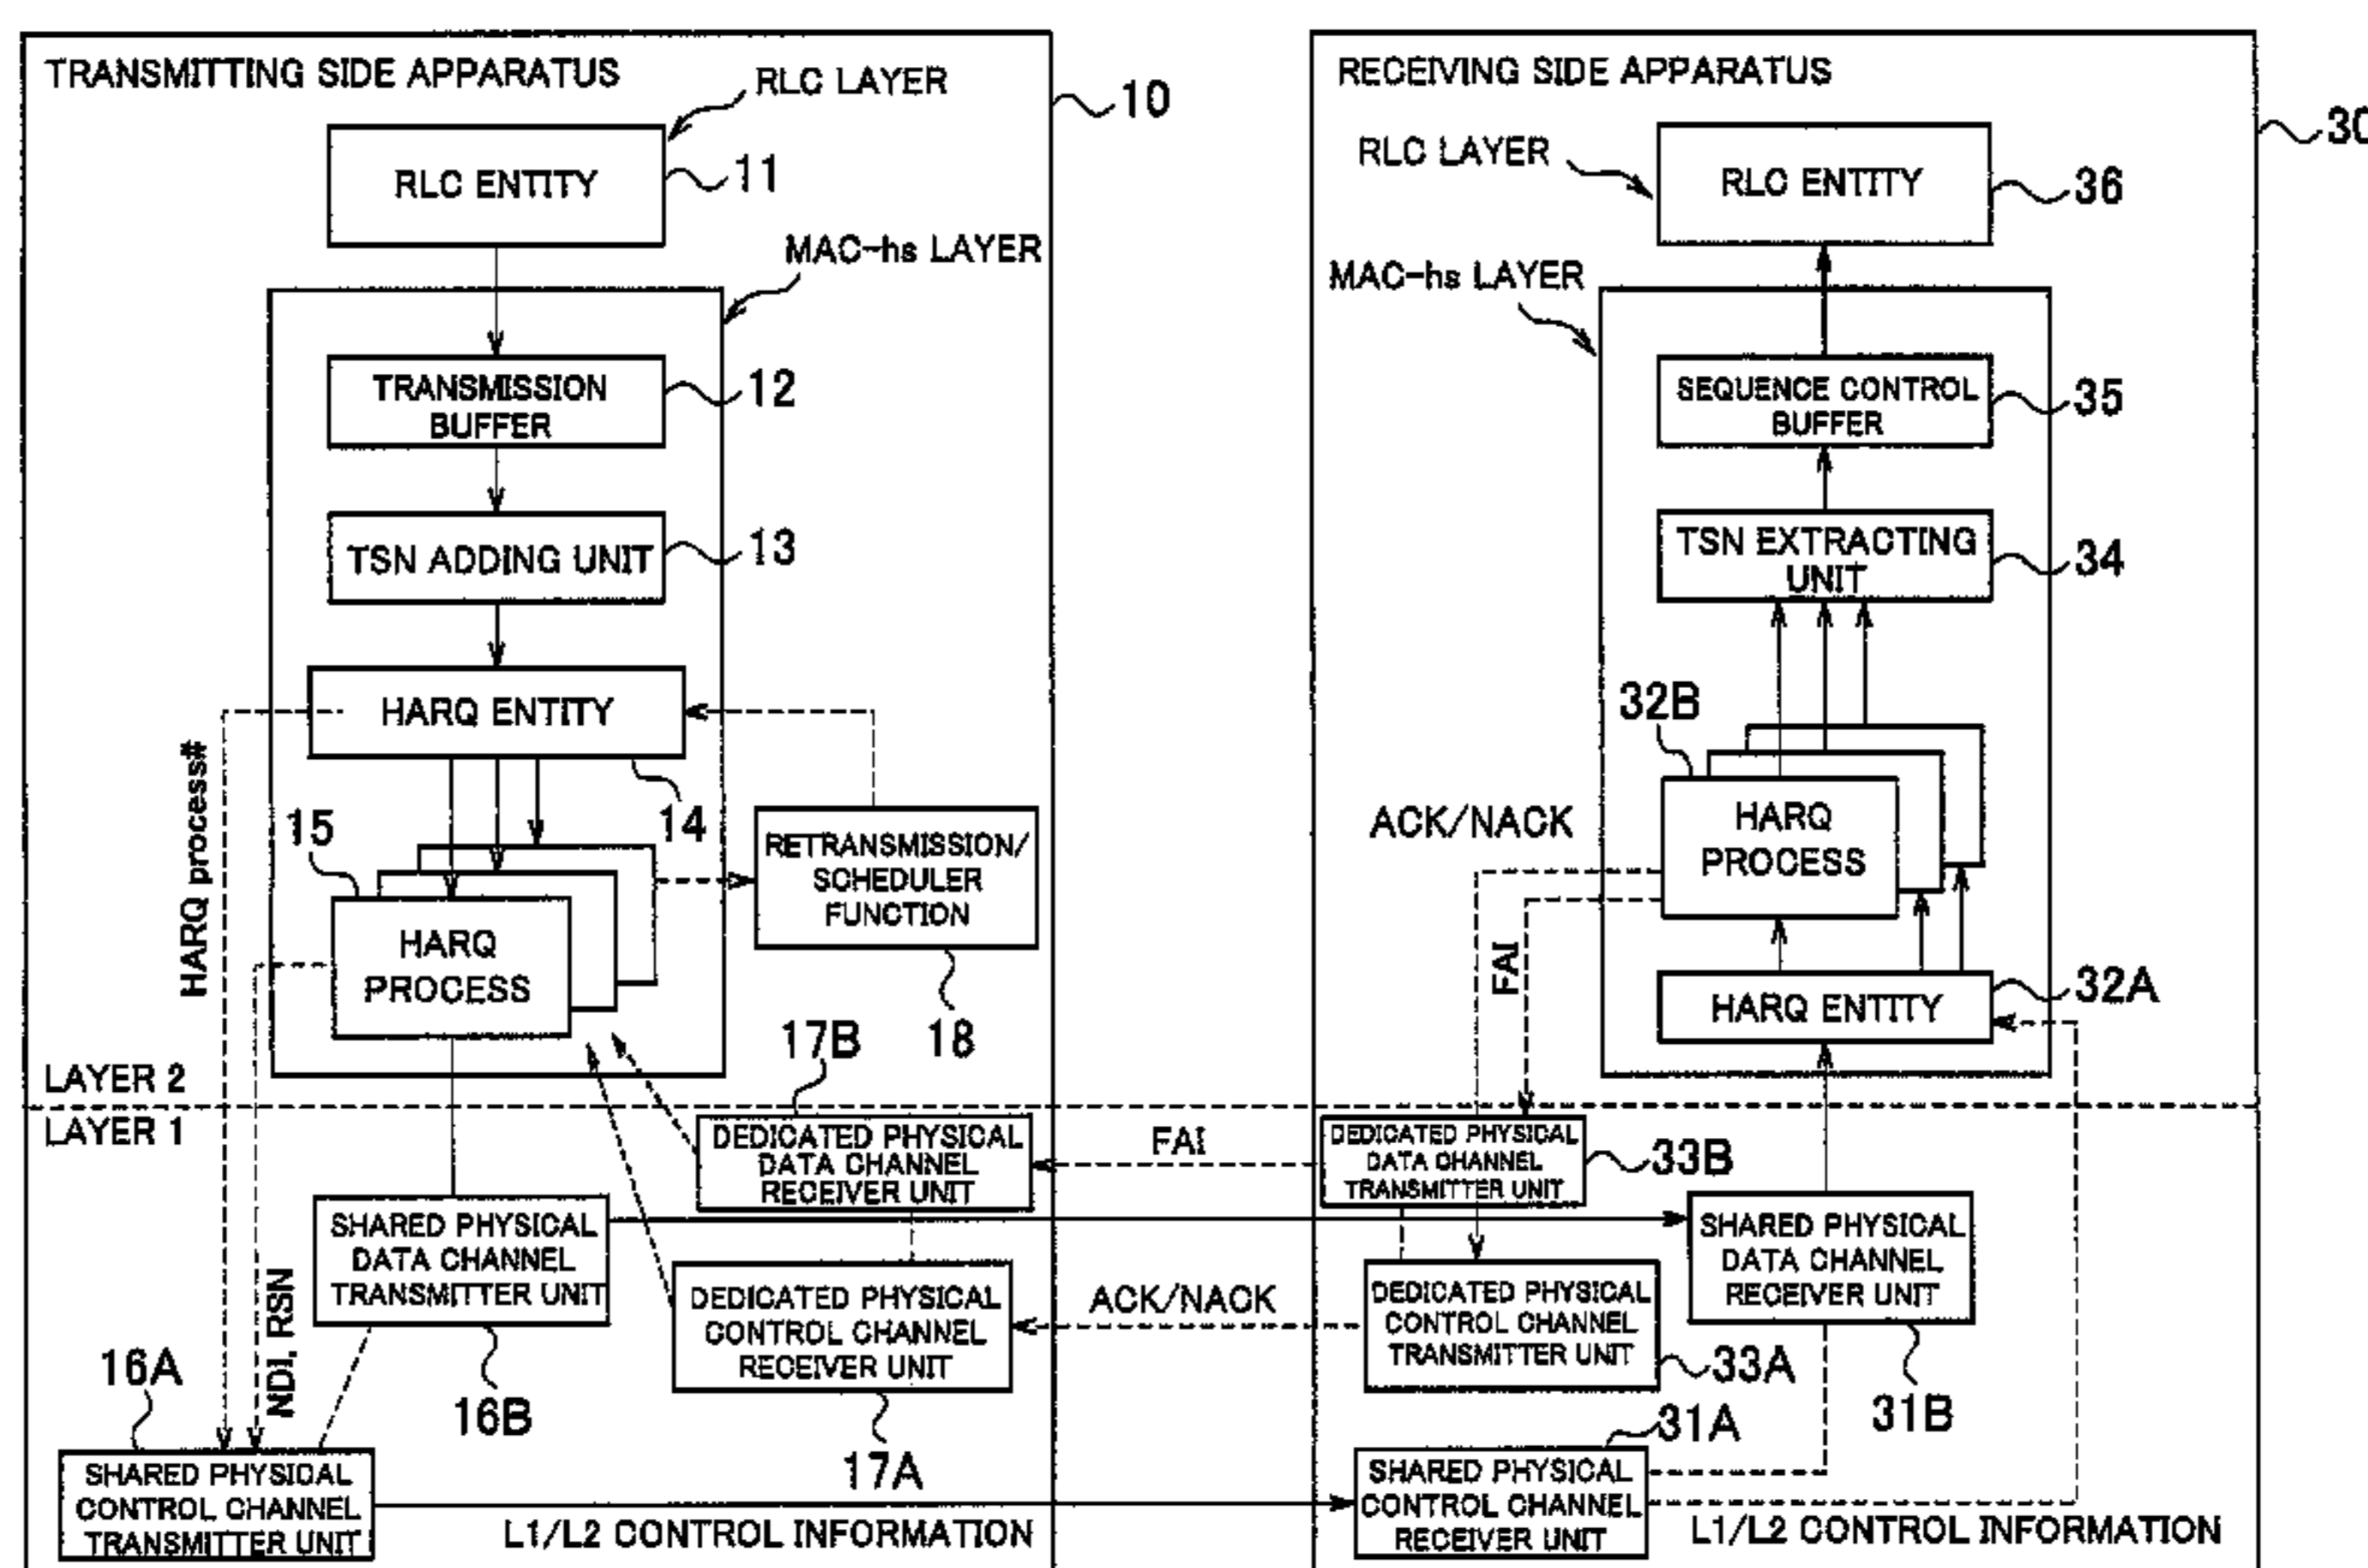 TRANSMITTING SIDE APPARATUS
RLC LAYER
10
RLC ENTITY
11
MAC-hs LAYER
TRANSMISSION
BUFFER
12
TSN ADDING UNIT
13
HARQ ENTITY
14
HARQ process#
15
HARQ
PROCESS
RETRANSMISSION/
SCHEDULER
FUNCTION
18
17B
LAYER 2
LAYER 1
DEDICATED PHYSICAL
DATA CHANNEL
RECEIVER UNIT
SHARED PHYSICAL
DATA CHANNEL
TRANSMITTER UNIT
16B
NDI, RSN
DEDICATED PHYSICAL
CONTROL CHANNEL
RECEIVER UNIT
17A
16A
SHARED PHYSICAL
CONTROL CHANNEL
TRANSMITTER UNIT
L1/L2 CONTROL INFORMATION
FAI
ACK/NACK
RECEIVING SIDE APPARATUS
30
RLC LAYER
RLC ENTITY
36
MAC-hs LAYER
SEQUENCE CONTROL
BUFFER
35
TSN EXTRACTING
UNIT
34
32B
HARQ
PROCESS
ACK/NACK
FAI
HARQ ENTITY
32A
DEDICATED PHYSICAL
DATA CHANNEL
TRANSMITTER UNIT
33B
SHARED PHYSICAL
DATA CHANNEL
RECEIVER UNIT
31B
DEDICATED PHYSICAL
CONTROL CHANNEL
TRANSMITTER UNIT
33A
31A
SHARED PHYSICAL
CONTROL CHANNEL
RECEIVER UNIT
L1/L2 CONTROL INFORMATION